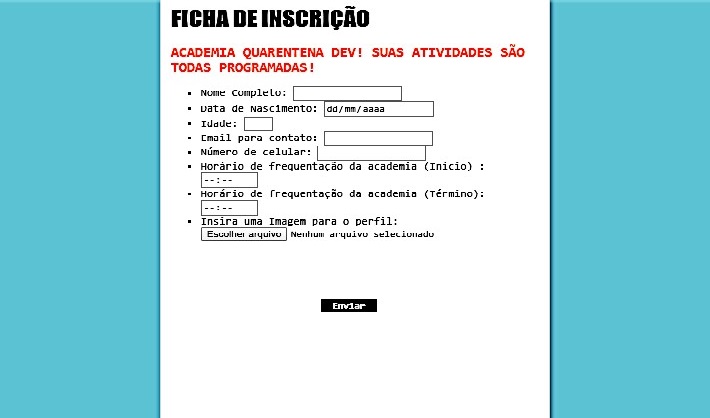 FICHA DE INSCRIÇÃO
ACADEMIA QUARENTENA DEV! SUAS ATIVIDADES SÃO
TODAS PROGRAMADAS!
Nome Completo:
Data de Nascimento: dd/mm/aaaa
Idade:
Email para contato:
Número de celular:
Horário de frequentação da academia (Inicio) :
--:--
Horário de frequentação da academia (Término):
--:--
Insira uma Imagem para o perfil:
Escolher arquivo Nenhum arquivo selecionado
Enviar